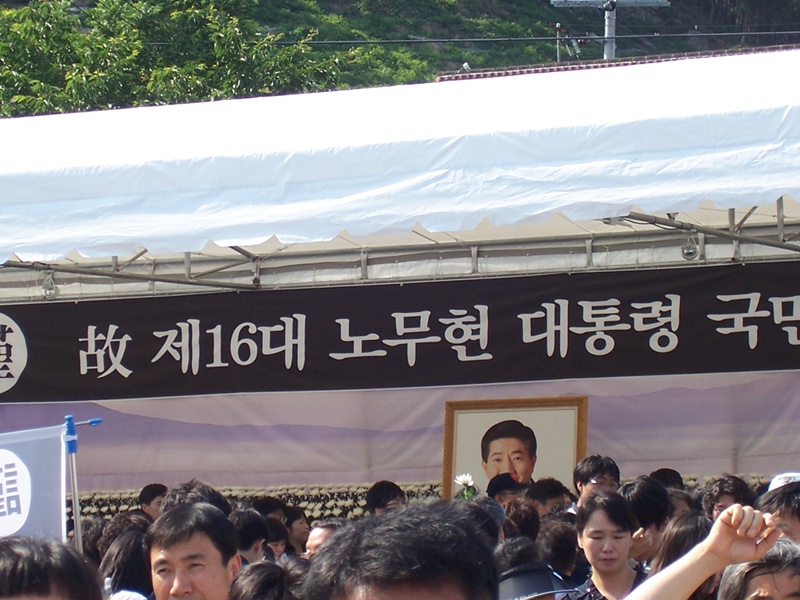 故 제16대 노무현 대통령 국민